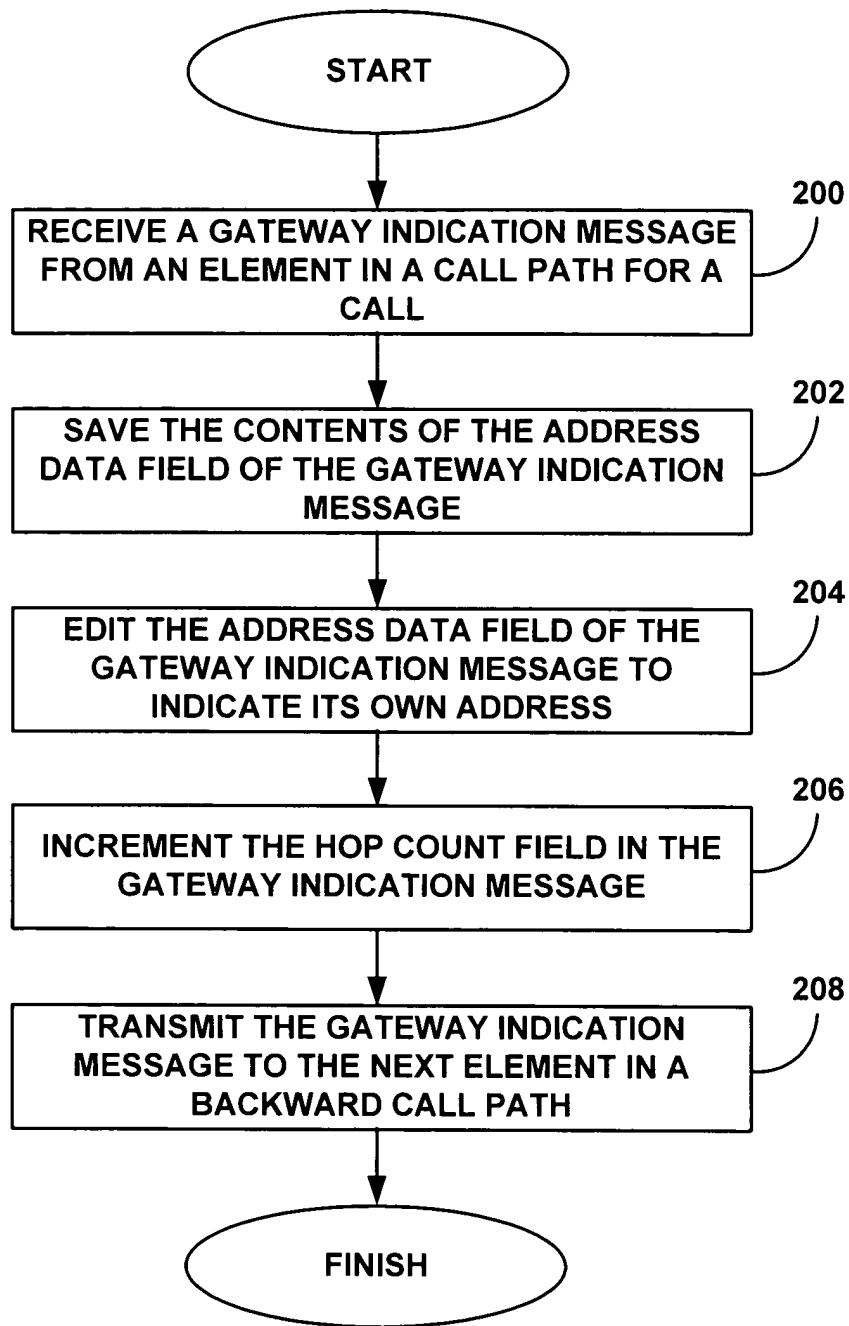 START
200
RECEIVE A GATEWAY INDICATION MESSAGE
FROM AN ELEMENT IN A CALL PATH FOR A
CALL
202
SAVE THE CONTENTS OF THE ADDRESS
DATA FIELD OF THE GATEWAY INDICATION
MESSAGE
204
EDIT THE ADDRESS DATA FIELD OF THE
GATEWAY INDICATION MESSAGE TO
INDICATE ITS OWN ADDRESS
206
INCREMENT THE HOP COUNT FIELD IN THE
GATEWAY INDICATION MESSAGE
208
TRANSMIT THE GATEWAY INDICATION
MESSAGE TO THE NEXT ELEMENT IN A
BACKWARD CALL PATH
FINISH